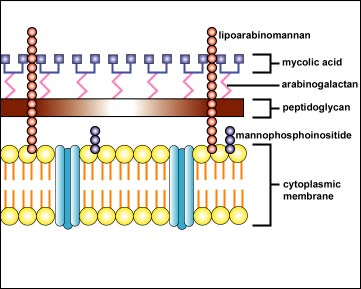 lipoarabinomannan
mycolic acid
arabinogalactan
peptidoglycan
mannophosphoinositide
cytoplasmic
membrane